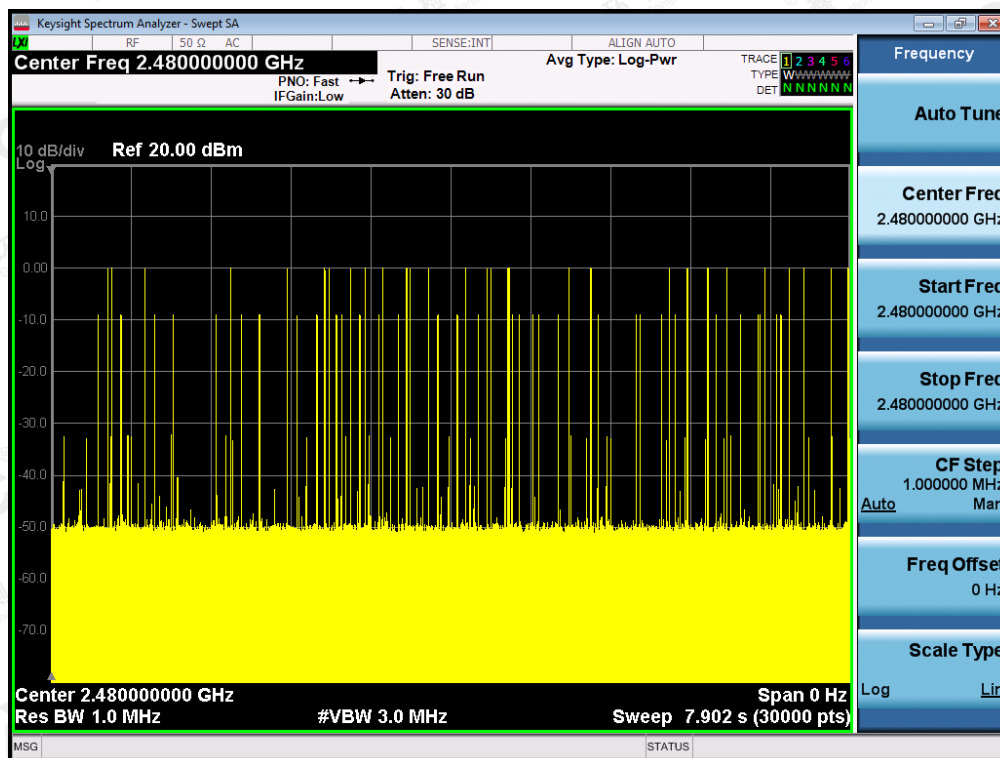 Keysight Spectrum Analyzer - Swept SA
LXI RF 50 Ω AC SENSE:INT ALIGN AUTO
Center Freq 2.480000000 GHz
PNO: Fast
IFGain:Low
Trig: Free Run
Atten: 30 dB
Avg Type: Log-Pwr
TRACE 1 2 3 4 5 6
TYPE W
DET N N N N N N
10 dB/div Ref 20.00 dBm
Log
10.0
0.00
-10.0
-20.0
-30.0
-40.0
-50.0
-60.0
-70.0
Center 2.480000000 GHz Span 0 Hz
Res BW 1.0 MHz #VBW 3.0 MHz Sweep 7.902 s (30000 pts)
MSG STATUS
Frequency
Auto Tune
Center Freq
2.480000000 GHz
Start Freq
2.480000000 GHz
Stop Freq
2.480000000 GHz
CF Step
1.000000 MHz
Auto Man
Freq Offset
0 Hz
Scale Type
Log Lin